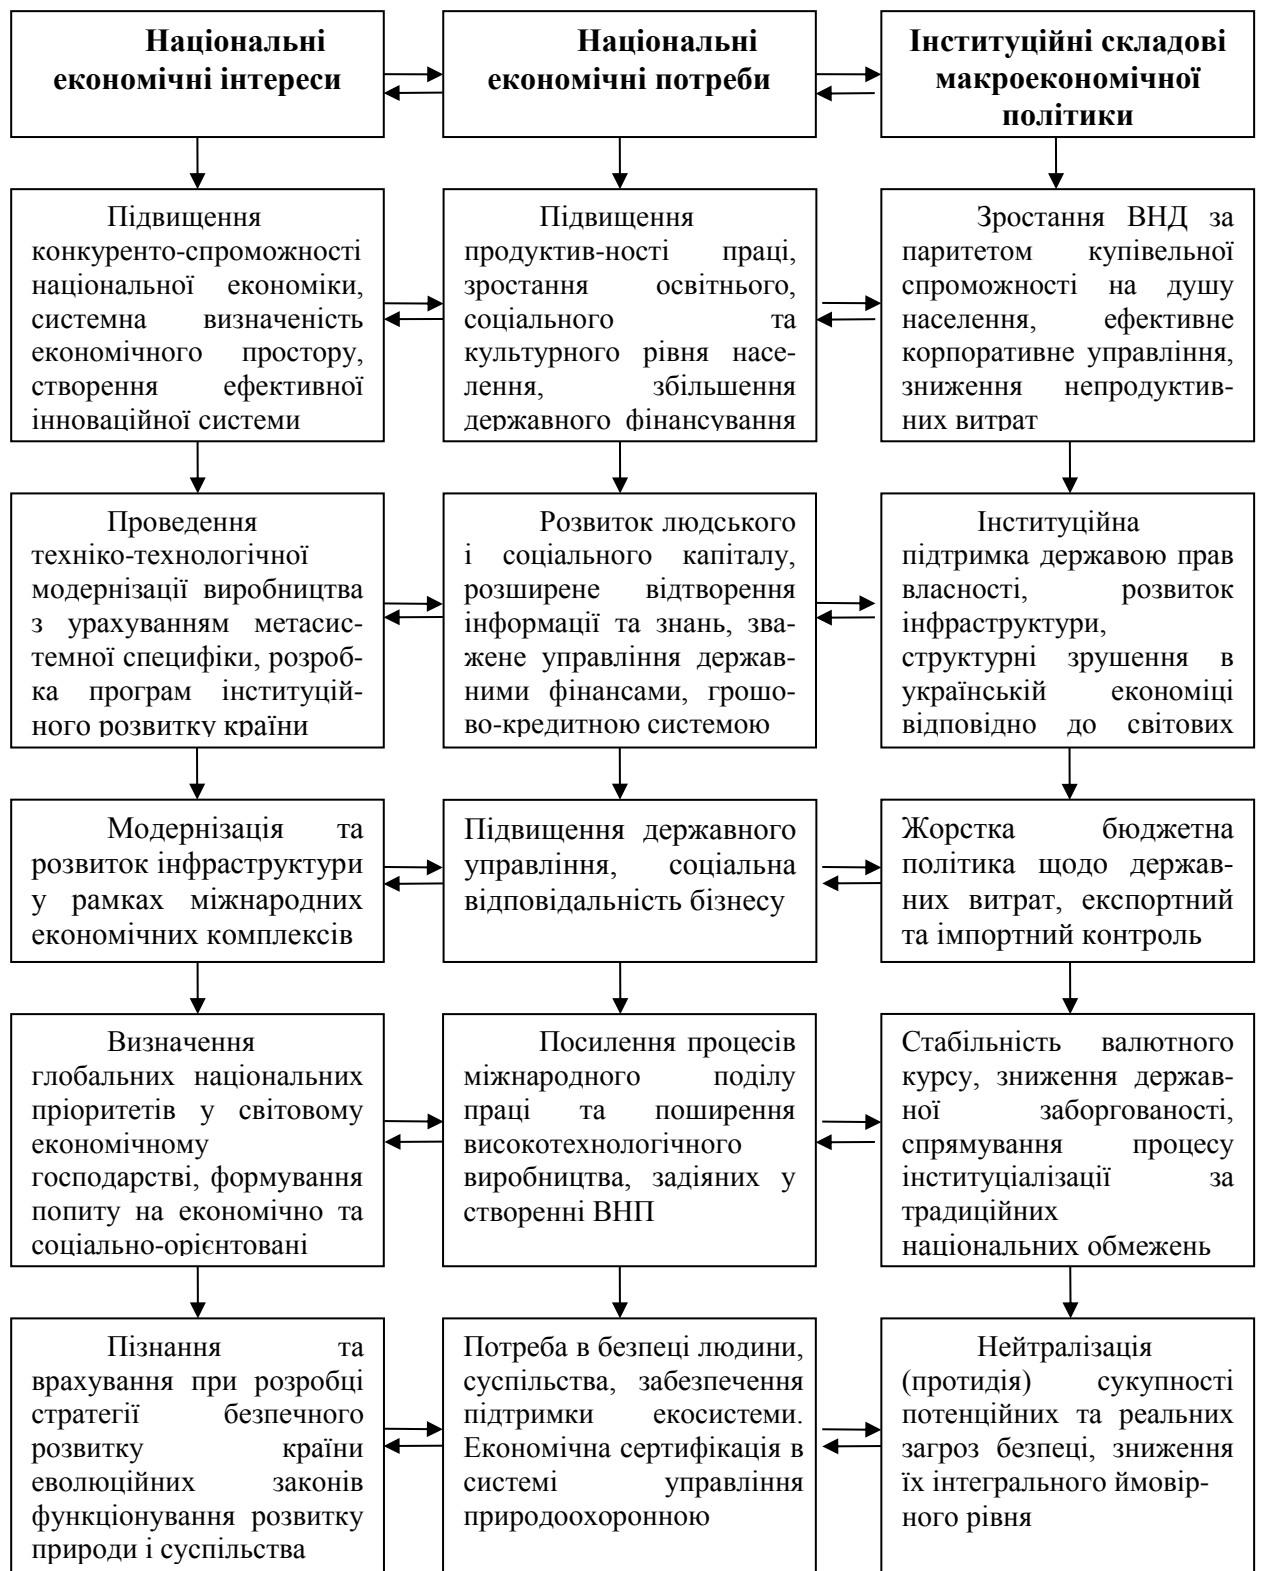 Національні
економічні інтереси
Національні
економічні потреби
Інституційні складові
макроекономічної
політики
Підвищення
конкуренто-спроможності
національної економіки,
системна визначеність
економічного простору,
створення ефективної
інноваційної системи
Підвищення
продуктив-ності праці,
зростання освітнього,
соціального та
культурного рівня насе-
лення, збільшення
державного фінансування
Зростання ВНД за
паритетом купівельної
спроможності на душу
населення, ефективне
корпоративне управління,
зниження непродуктив-
них витрат
Проведення
техніко-технологічної
модернізації виробництва
з урахуванням метасис-
темної специфіки, розроб-
ка програм інституцій-
ного розвитку країни
Розвиток людського
і соціального капіталу,
розширене відтворення
інформації та знань, зва-
жене управління держав-
ними фінансами, грошо-
во-кредитною системою
Інституційна
підтримка державою прав
власності, розвиток
інфраструктури,
структурні зрушення в
українській економіці
відповідно до світових
Модернізація та
розвиток інфраструктури
у рамках міжнародних
економічних комплексів
Підвищення державного
управління, соціальна
відповідальність бізнесу
Жорстка бюджетна
політика щодо держав-
них витрат, експортний
та імпортний контроль
Визначення
глобальних національних
пріоритетів у світовому
економічному
господарстві, формування
попиту на економічно та
соціально-орієнтовані
Посилення процесів
міжнародного поділу
праці та поширення
високотехнологічного
виробництва, задіяних у
створенні ВНП
Стабільність валютного
курсу, зниження держав-
ної заборгованості,
спрямування процесу
інституціалізації за
традиційних
національних обмежень
Пізнання та
врахування при розробці
стратегії безпечного
розвитку країни
еволюційних законів
функціонування розвитку
природи і суспільства
Потреба в безпеці людини,
суспільства, забезпечення
підтримки екосистеми.
Економічна сертифікація в
системі управління
природоохоронною
Нейтралізація
(протидія) сукупності
потенційних та реальних
загроз безпеці, зниження
їх інтегрального ймовір-
ного рівня